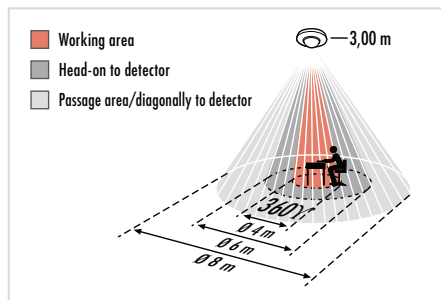 Working area
Head-on to detector
Passage area/diagonally to detector
3,00 m
360°
Ø 4 m
Ø 6 m
Ø 8 m